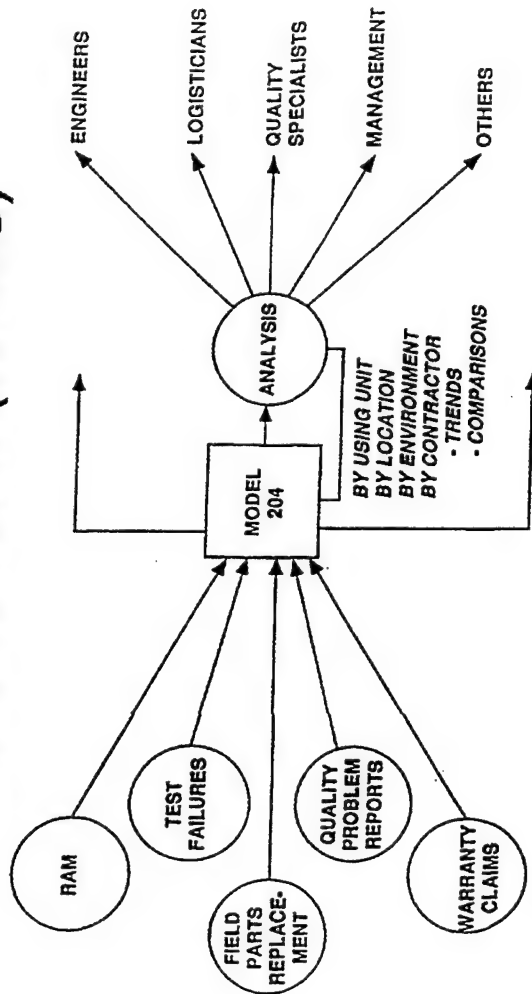 RAM
TEST
FAILURES
FIELD
PARTS
REPLACE-
MENT
QUALITY
PROBLEM
REPORTS
WARRANTY
CLAIMS
MODEL
204
ANALYSIS
BY USING UNIT
BY LOCATION
BY ENVIRONMENT
BY CONTRACTOR
- TRENDS
- COMPARISONS
ENGINEERS
LOGISTICIANS
QUALITY
SPECIALISTS
MANAGEMENT
OTHERS